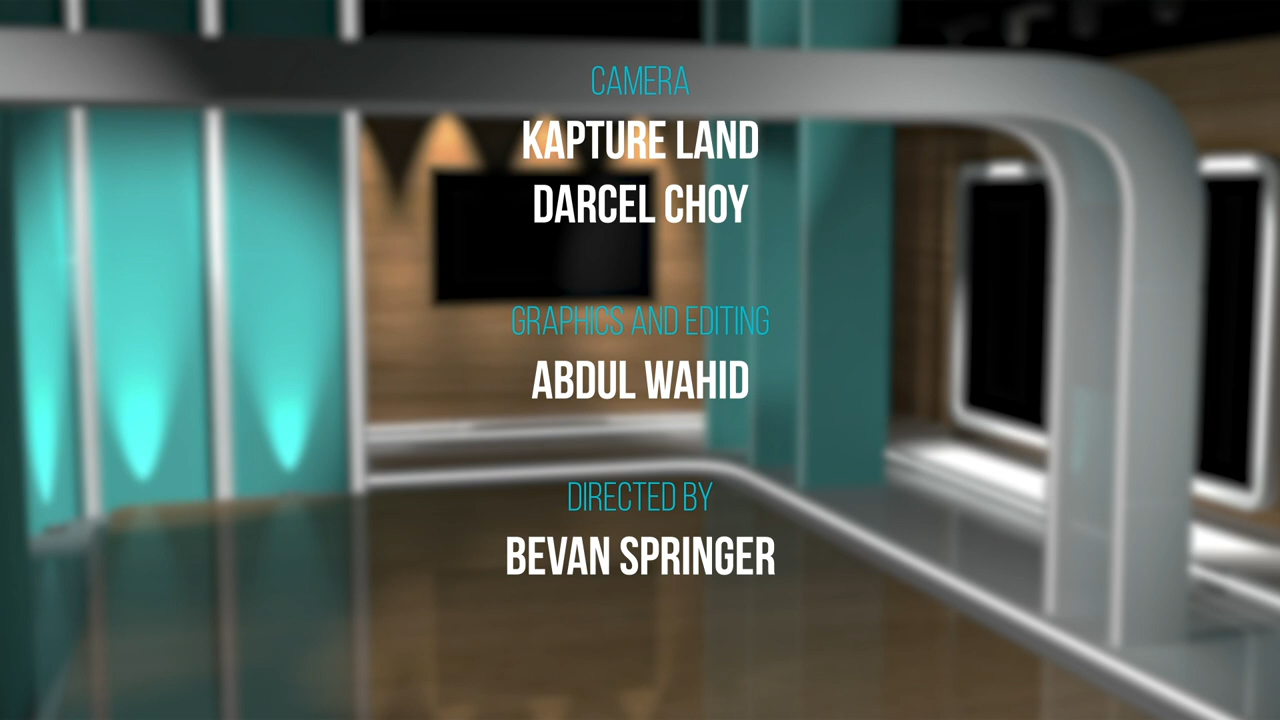 CAMERA
KAPTURE LAND
DARCEL CHOY
GRAPHICS AND EDITING
ABDUL WAHID
DIRECTED BY
BEVAN SPRINGER